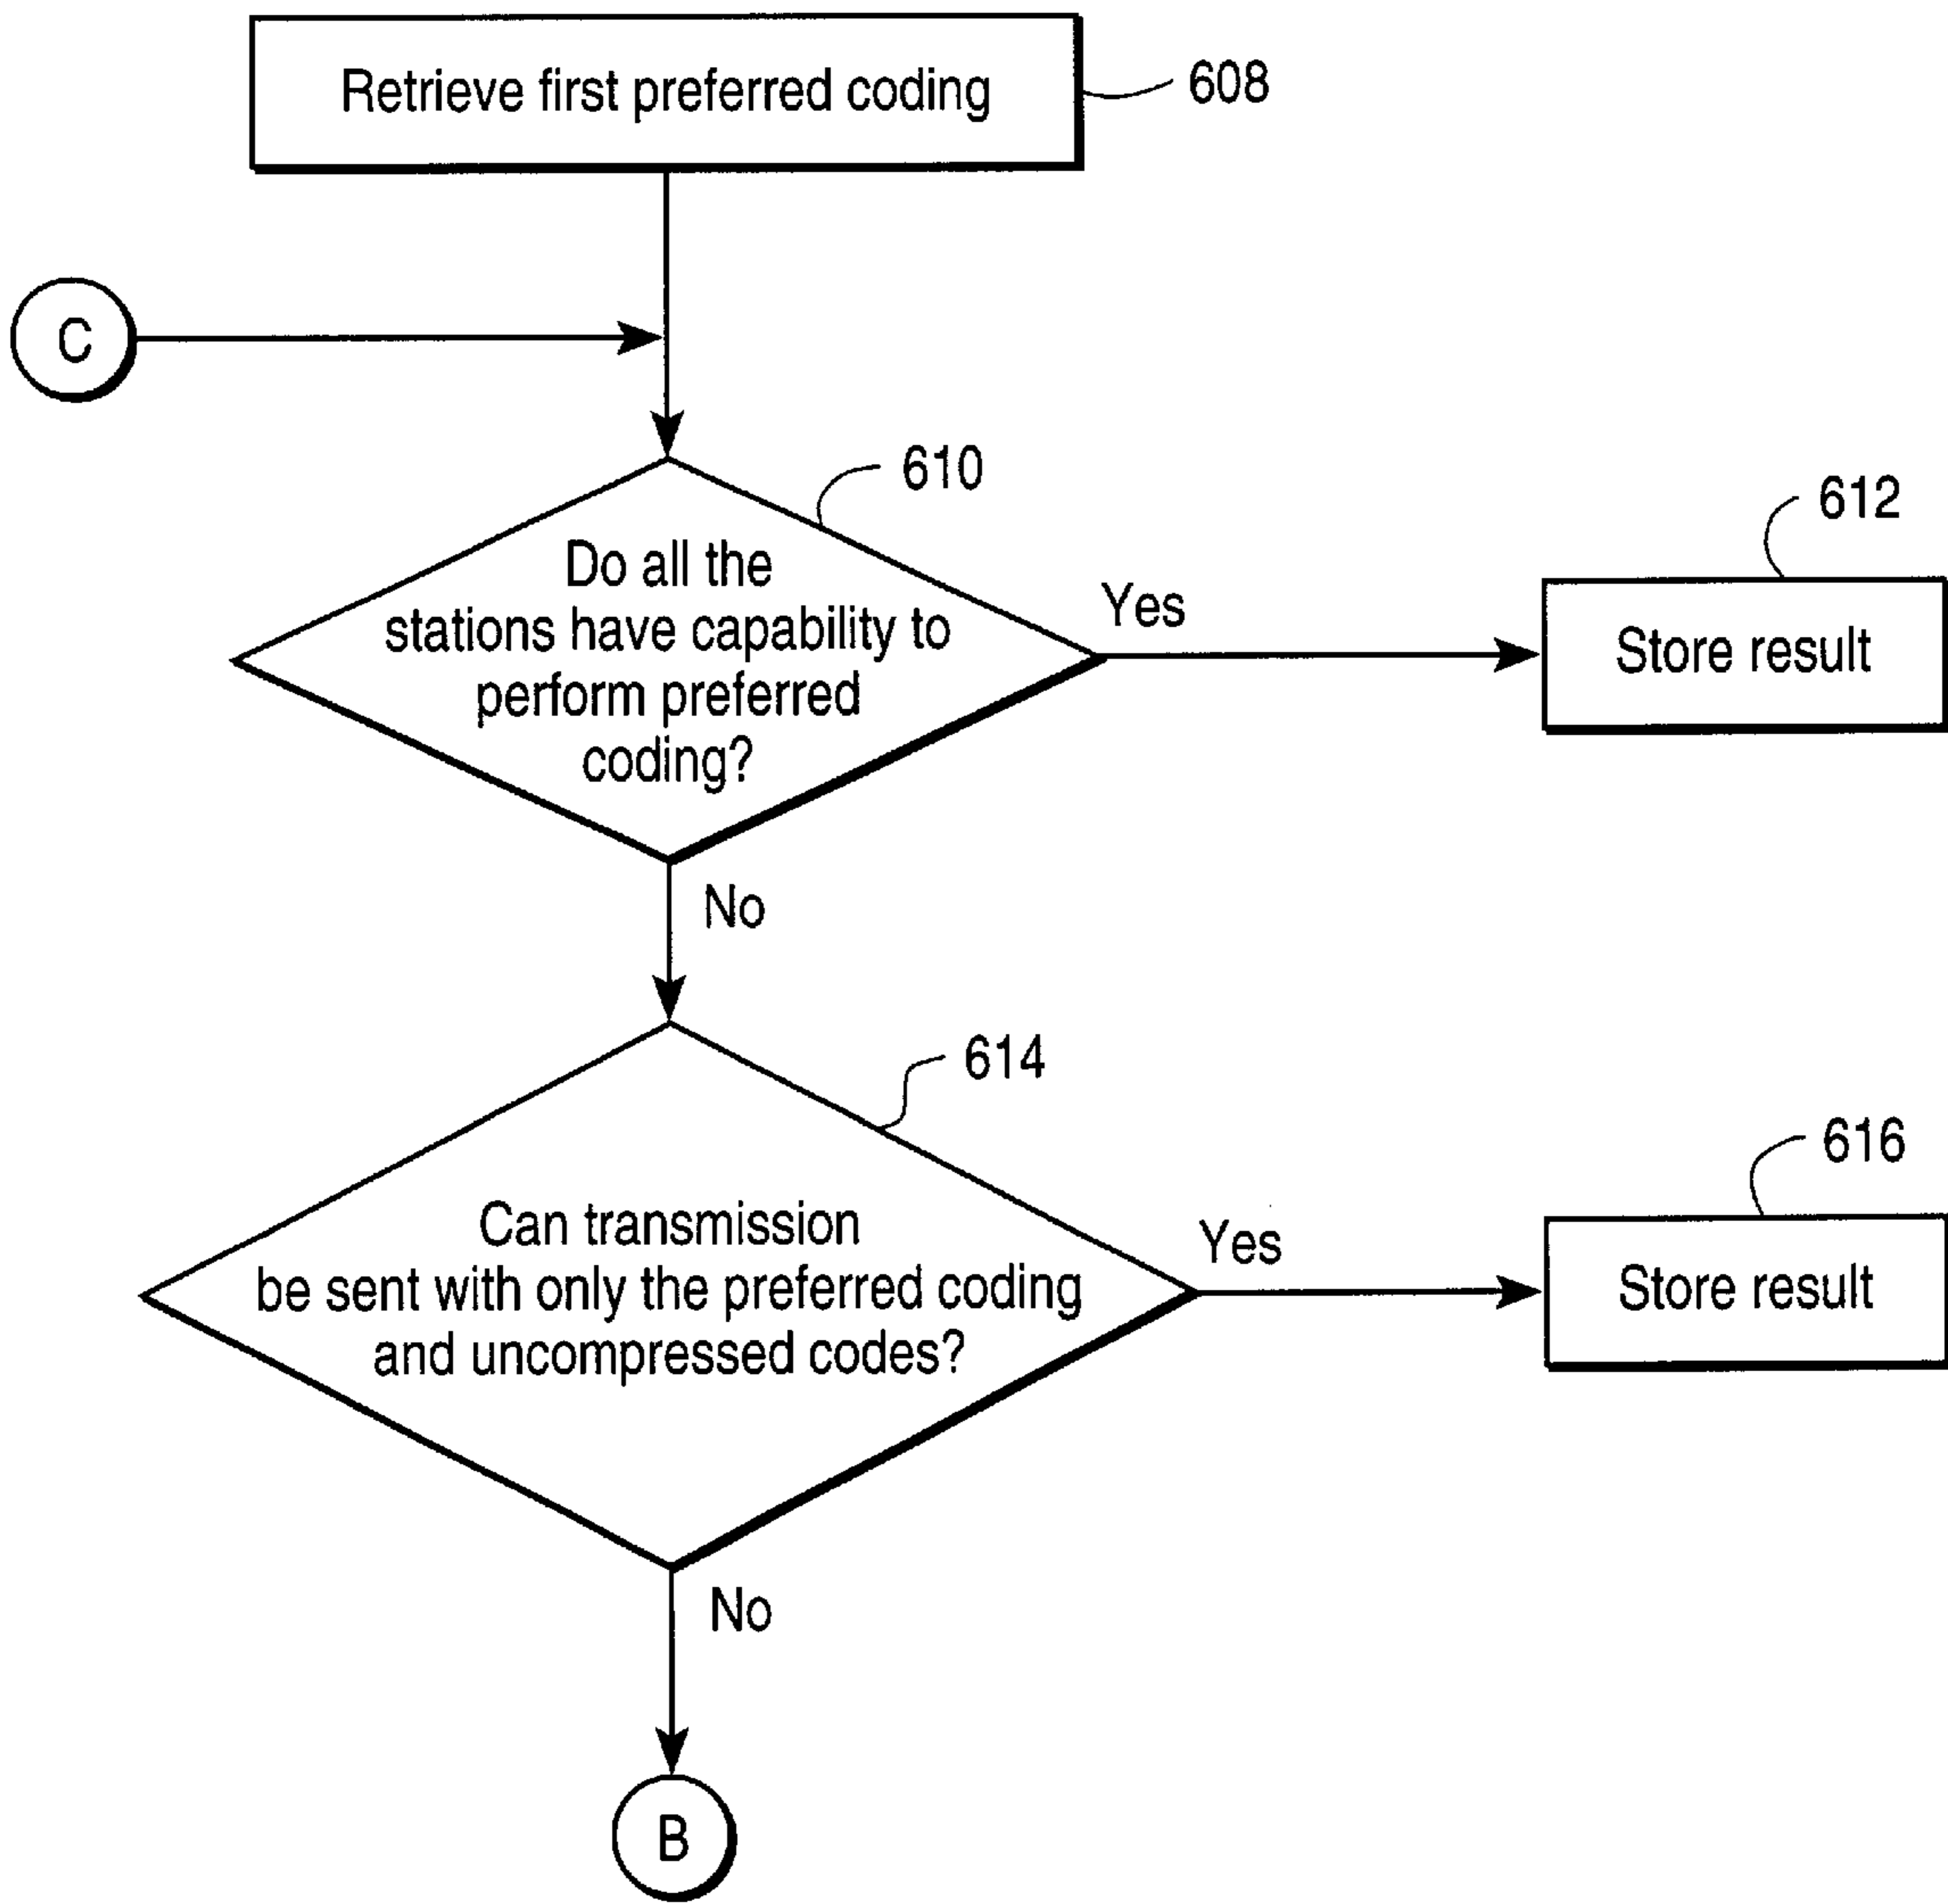 Retrieve first preferred coding
608
C
610
Do all the
stations have capability to
perform preferred
coding?
Yes
612
Store result
No
614
Can transmission
be sent with only the preferred coding
and uncompressed codes?
Yes
616
Store result
No
B